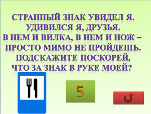 СТРАННЫЙ ЗНАК УВИДЕЛ Я.
УДИВИЛСЯ Я, ДРУЗЬЯ.
В НЕМ И ВИЛКА, В НЕМ И НОЖ –
ПРОСТО МИМО НЕ ПРОЙДЕШЬ.
ПОДСКАЖИТЕ ПОСКОРЕЙ,
ЧТО ЗА ЗНАК В РУКЕ МОЕЙ?
5